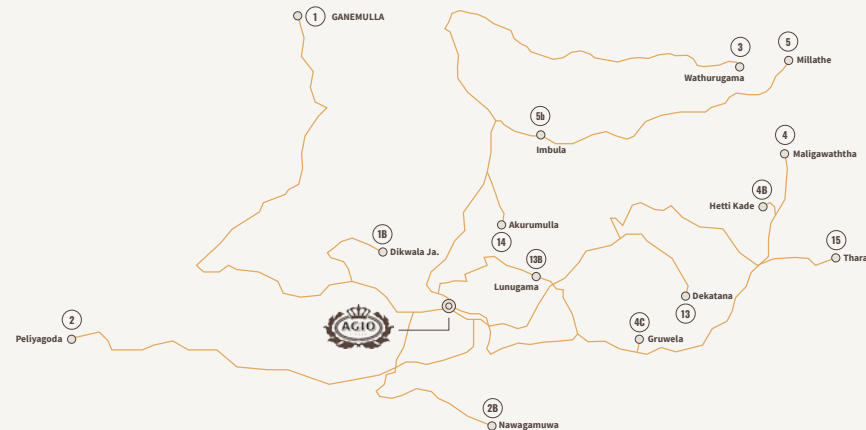 1 GANEMULLA
3
Wathurugama
5
Millathe
5b
Imbula
4
Maligawaththa
4B
Hetti Kade
1B
Dikwala Ja.
Akurumulla
14
13B
Lunugama
15
Thara
Dekatana
13
AGIO
2
Peliyagoda
4C
Gruwela
2B
Nawagamuwa